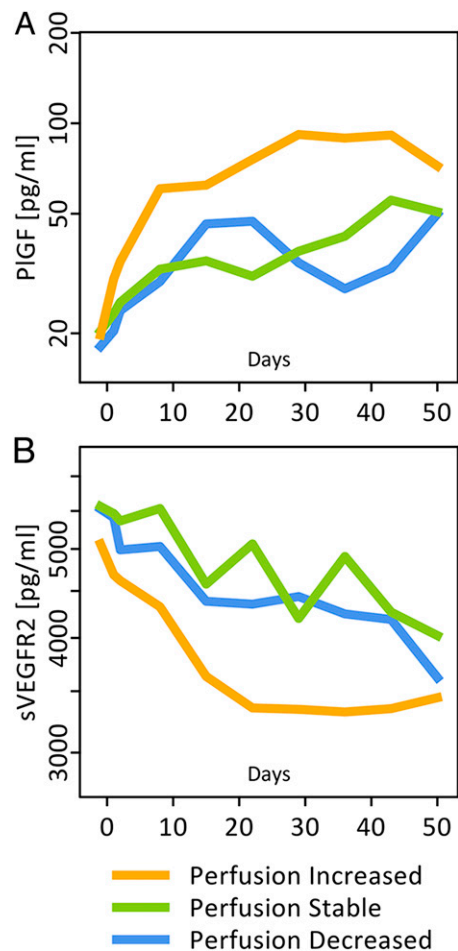 A
PlGF [pg/ml]
200
100
50
20
Days
0 10 20 30 40 50
B
sVEGFR2 [pg/ml]
5000
4000
3000
Days
0 10 20 30 40 50
Perfusion Increased
Perfusion Stable
Perfusion Decreased